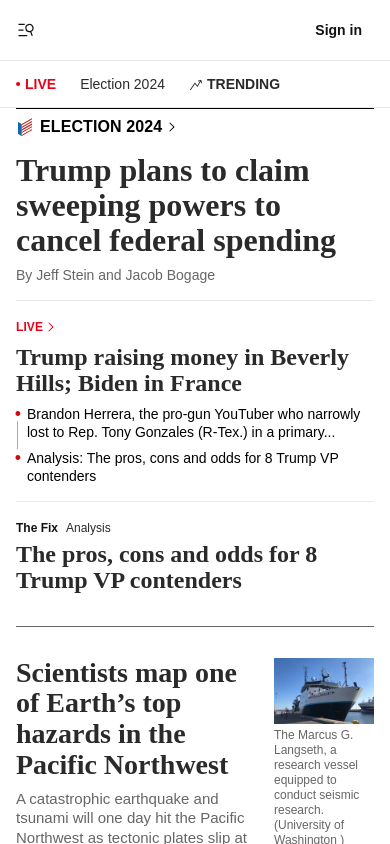 Sign in
LIVE
Election 2024
TRENDING
ELECTION 2024
Trump plans to claim
sweeping powers to
cancel federal spending
By Jeff Stein and Jacob Bogage
LIVE
Trump raising money in Beverly
Hills; Biden in France
Brandon Herrera, the pro-gun YouTuber who narrowly
lost to Rep. Tony Gonzales (R-Tex.) in a primary...
Analysis: The pros, cons and odds for 8 Trump VP
contenders
The Fix Analysis
The pros, cons and odds for 8
Trump VP contenders
Scientists map one
of Earth’s top
hazards in the
Pacific Northwest
A catastrophic earthquake and
tsunami will one day hit the Pacific
Northwest as tectonic plates slip at
The Marcus G.
Langseth, a
research vessel
equipped to
conduct seismic
research.
(University of
Washington )